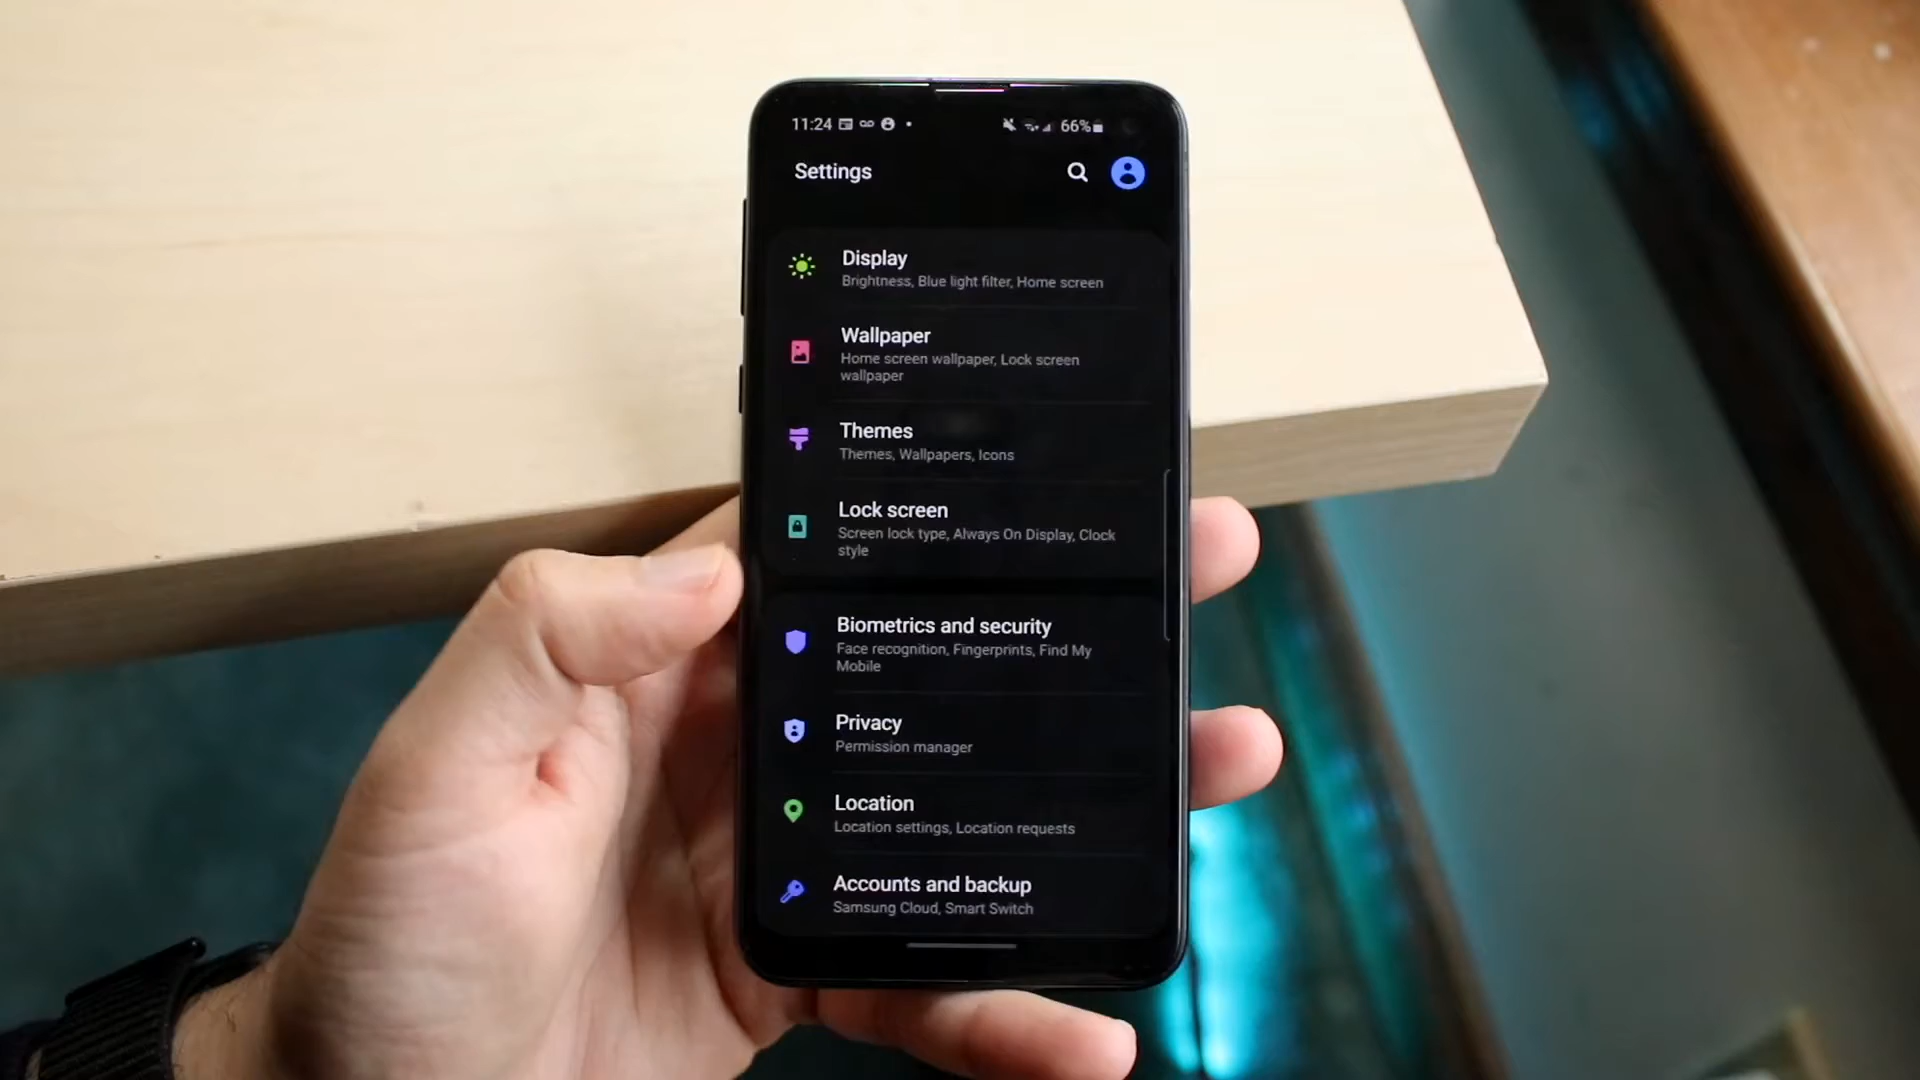 11:24
66%
Settings
Display
Brightness, Blue light filter, Home screen
Wallpaper
Home screen wallpaper, Lock screen
wallpaper
Themes
Themes, Wallpapers, Icons
Lock screen
Screen lock type, Always On Display, Clock
style
Biometrics and security
Face recognition, Fingerprints, Find My
Mobile
Privacy
Permission manager
Location
Location settings, Location requests
Accounts and backup
Samsung Cloud, Smart Switch